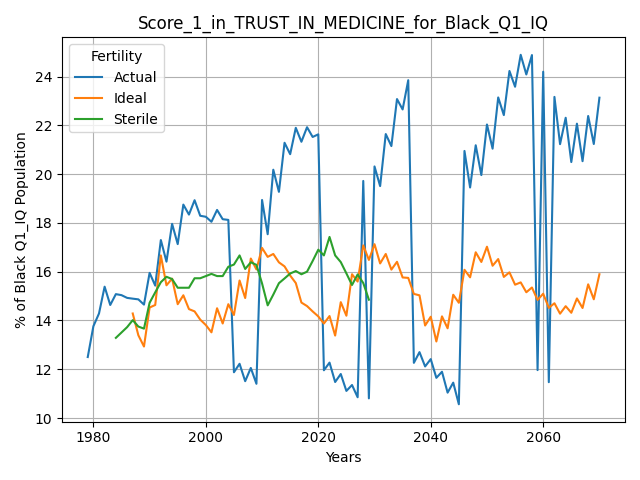 Score_1_in_TRUST_IN_MEDICINE_for_Black_Q1_IQ
Fertility
Actual
Ideal
Sterile
% of Black Q1_IQ Population
24
22
20
18
16
14
12
10
1980
2000
2020
2040
2060
Years